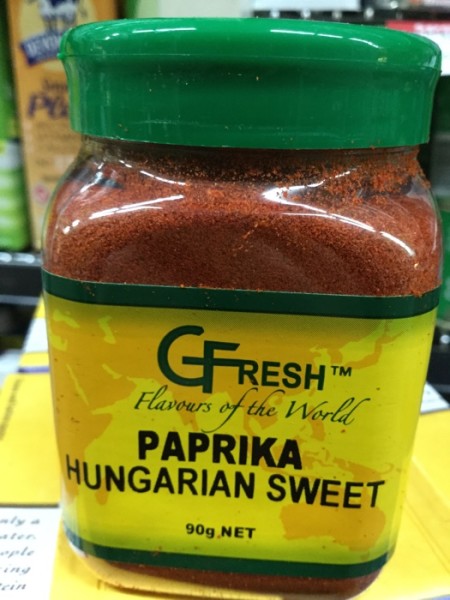 GFRESH™
Flavours of the World
PAPRIKA
HUNGARIAN SWEET
90g NET